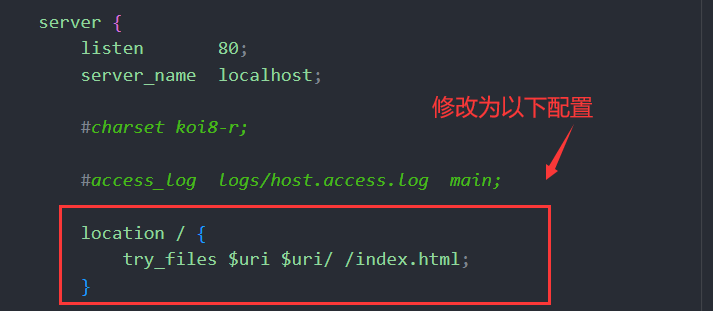 server {
listen 80;
server_name localhost;
修改为以下配置
#charset koi8-r;
#access_log logs/host.access.log main;
location / {
try_files $uri $uri/ /index.html;
}